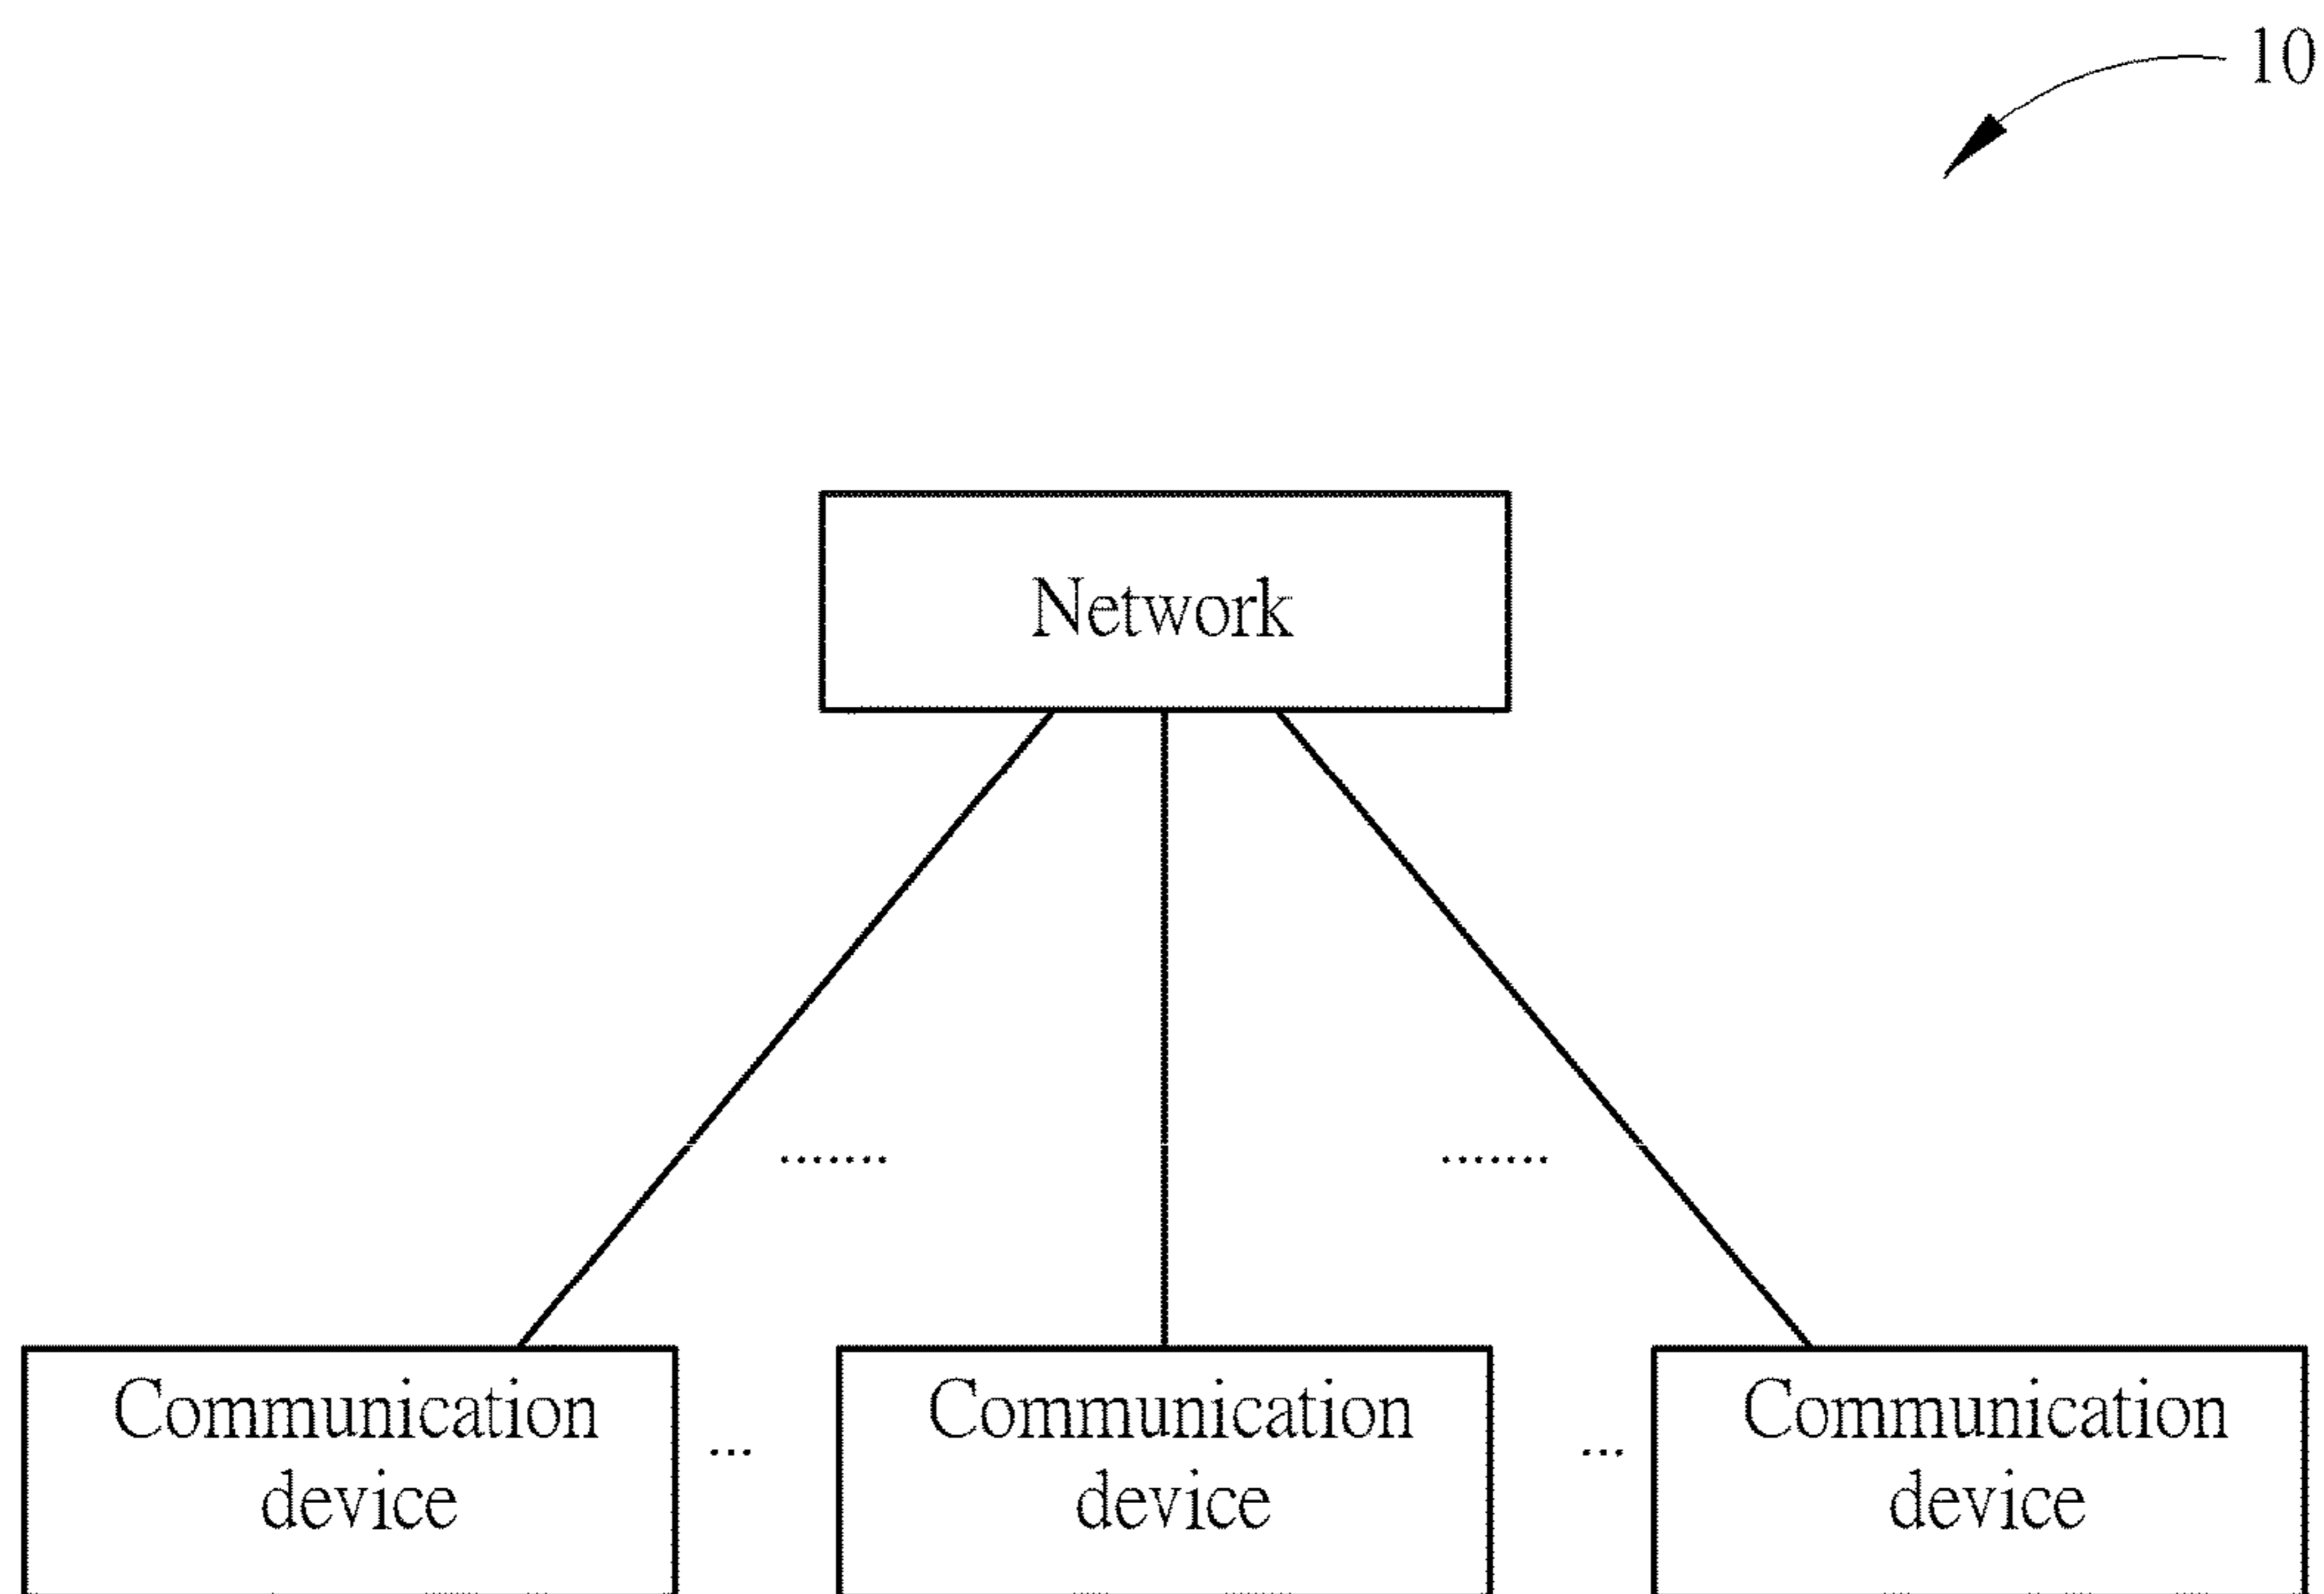 10
Network
.......
.......
Communication
device
...
Communication
device
...
Communication
device